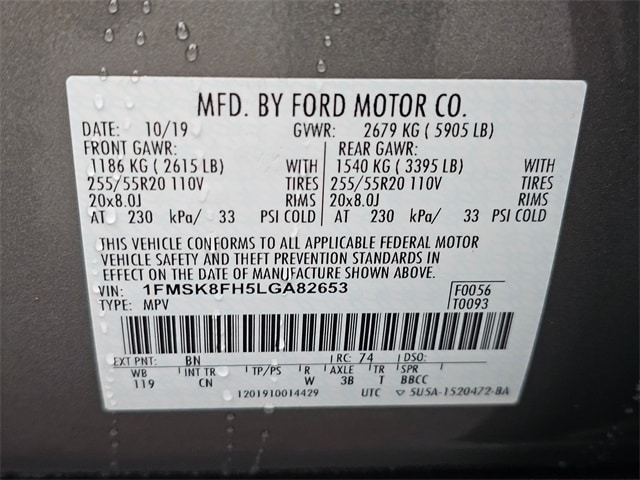 MFD. BY FORD MOTOR CO.
DATE: 10/19 GVWR: 2679 KG ( 5905 LB)
FRONT GAWR: REAR GAWR:
1186 KG ( 2615 LB) WITH 1540 KG ( 3395 LB) WITH
255/55R20 110V TIRES 255/55R20 110V TIRES
20x8.0J RIMS 20x8.0J RIMS
AT 230 kPa/ 33 PSI COLD AT 230 kPa/ 33 PSI COLD
THIS VEHICLE CONFORMS TO ALL APPLICABLE FEDERAL MOTOR
VEHICLE SAFETY AND THEFT PREVENTION STANDARDS IN
EFFECT ON THE DATE OF MANUFACTURE SHOWN ABOVE.
VIN: 1FMSK8FH5LGA82653 F0056
TYPE: MPV T0093
EXT PNT: BN RC: 74 DSO:
WB INT TR TP/PS R AXLE TR SPR
119 CN W 3B T BBCC
1201910014429 UTC ▽ 5U5A-1520472-BA